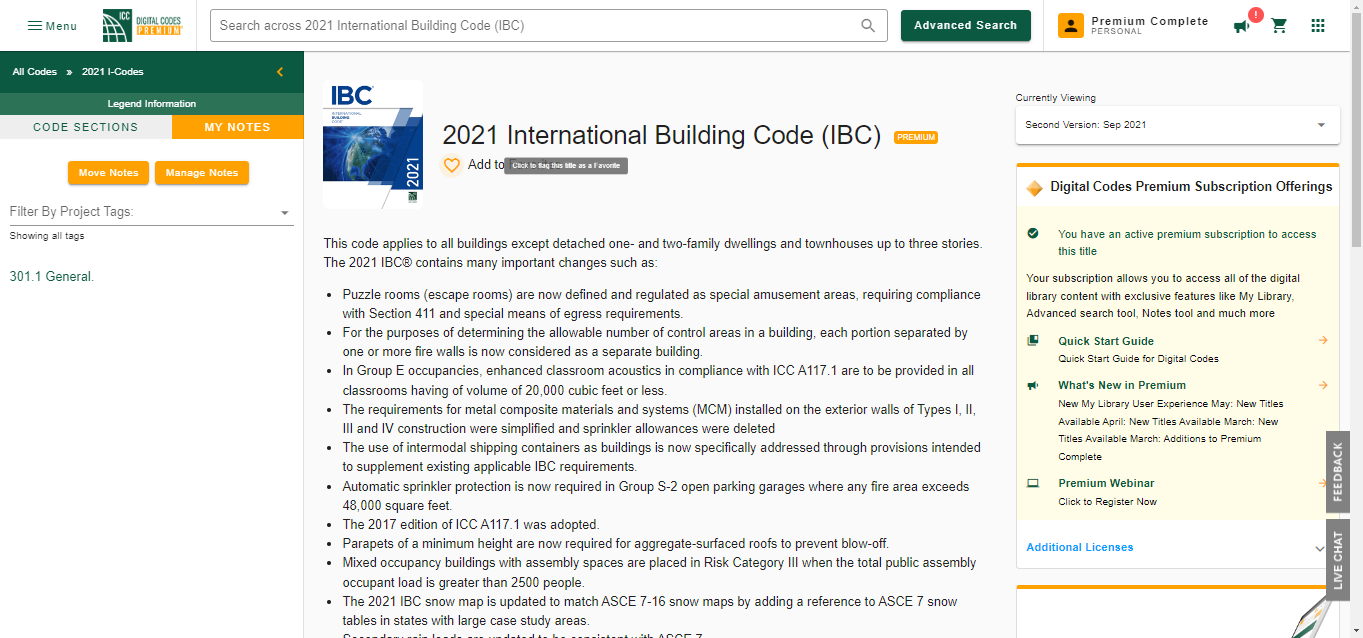 Menu
ICC
DIGITAL CODES
PREMIUM
Search across 2021 International Building Code (IBC)
Advanced Search
Premium Complete
PERSONAL
!
All Codes » 2021 I-Codes
Legend Information
CODE SECTIONS
MY NOTES
Move Notes
Manage Notes
Filter By Project Tags:
Showing all tags
301.1 General.
IBC
INTERNATIONAL
BUILDING
CODE
2021
2021 International Building Code (IBC) PREMIUM
Add to
Click to flag this title as a Favorite
This code applies to all buildings except detached one- and two-family dwellings and townhouses up to three stories.
The 2021 IBC® contains many important changes such as:
• Puzzle rooms (escape rooms) are now defined and regulated as special amusement areas, requiring compliance
with Section 411 and special means of egress requirements.
• For the purposes of determining the allowable number of control areas in a building, each portion separated by
one or more fire walls is now considered as a separate building.
• In Group E occupancies, enhanced classroom acoustics in compliance with ICC A117.1 are to be provided in all
classrooms having of volume of 20,000 cubic feet or less.
• The requirements for metal composite materials and systems (MCM) installed on the exterior walls of Types I, II,
III and IV construction were simplified and sprinkler allowances were deleted
• The use of intermodal shipping containers as buildings is now specifically addressed through provisions intended
to supplement existing applicable IBC requirements.
• Automatic sprinkler protection is now required in Group S-2 open parking garages where any fire area exceeds
48,000 square feet.
• The 2017 edition of ICC A117.1 was adopted.
• Parapets of a minimum height are now required for aggregate-surfaced roofs to prevent blow-off.
• Mixed occupancy buildings with assembly spaces are placed in Risk Category III when the total public assembly
occupant load is greater than 2500 people.
• The 2021 IBC snow map is updated to match ASCE 7-16 snow maps by adding a reference to ASCE 7 snow
tables in states with large case study areas.
• Secondary rain loads are updated to be consistent with ASCE 7.
Currently Viewing
Second Version: Sep 2021
Digital Codes Premium Subscription Offerings
You have an active premium subscription to access
this title
Your subscription allows you to access all of the digital
library content with exclusive features like My Library,
Advanced search tool, Notes tool and much more
Quick Start Guide
Quick Start Guide for Digital Codes
What's New in Premium
New My Library User Experience May: New Titles
Available April: New Titles Available March: New
Titles Available March: Additions to Premium
Complete
Premium Webinar
Click to Register Now
Additional Licenses
FEEDBACK
LIVE CHAT